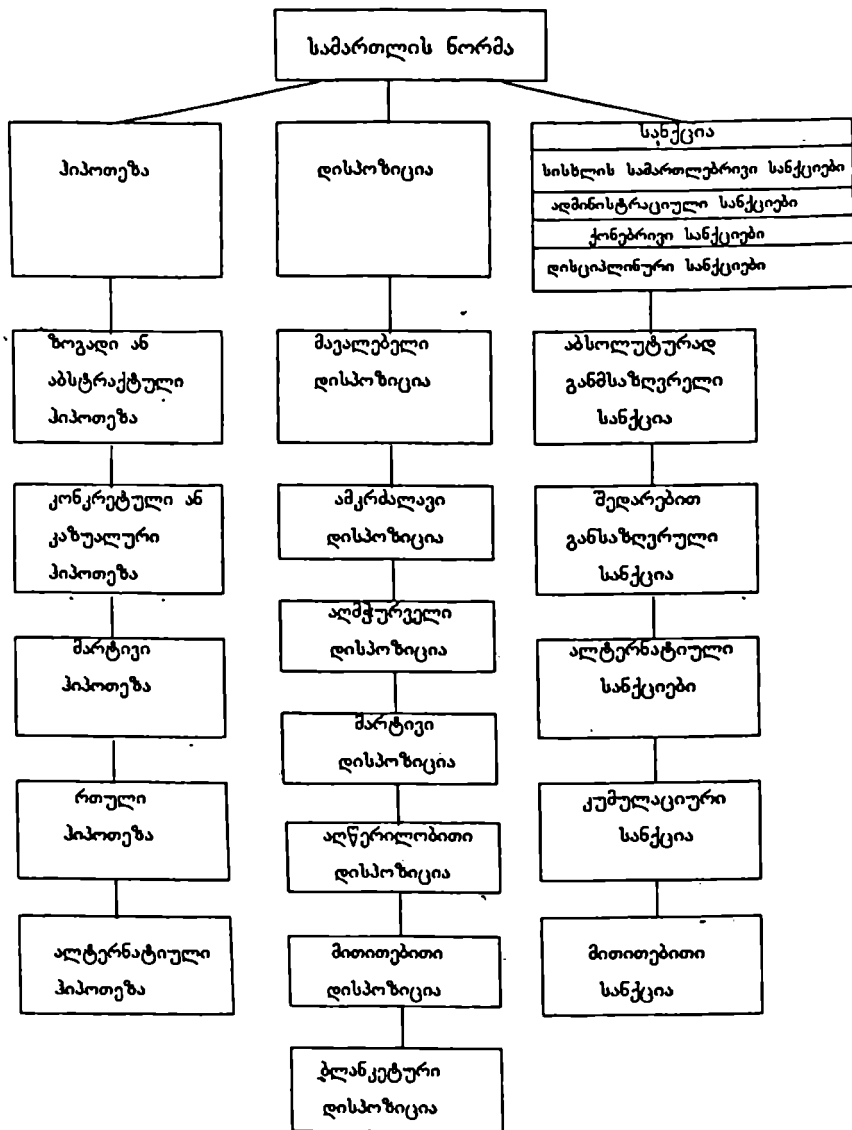 სამართლის ნორმა
ჰიპოთეზა
ზოგადი ან
აბსტრაქტული
ჰიპოთეზა
კონკრეტული ან
კაზუალური
ჰიპოთეზა
მარტივი
ჰიპოთეზა
რთული
ჰიპოთეზა
ალტერნატიული
ჰიპოთეზა
დისპოზიცია
მავალებელი
დისპოზიცია
ამკრძალავი
დისპოზიცია
აღმჭურველი
დისპოზიცია
მარტივი
დისპოზიცია
აღწერილობითი
დისპოზიცია
მითითებითი
დისპოზიცია
ბლანკეტური
დისპოზიცია
სანქცია
სისხლის სამართლებრივი სანქციები
ადმინისტრაციული სანქციები
ქონებრივი სანქციები
დისციპლინური სანქციები
აბსოლუტურად
განმსაზღვრელი
სანქცია
შედარებით
განსაზღვრული
სანქცია
ალტერნატიული
სანქციები
კუმულაციური
სანქცია
მითითებითი
სანქცია